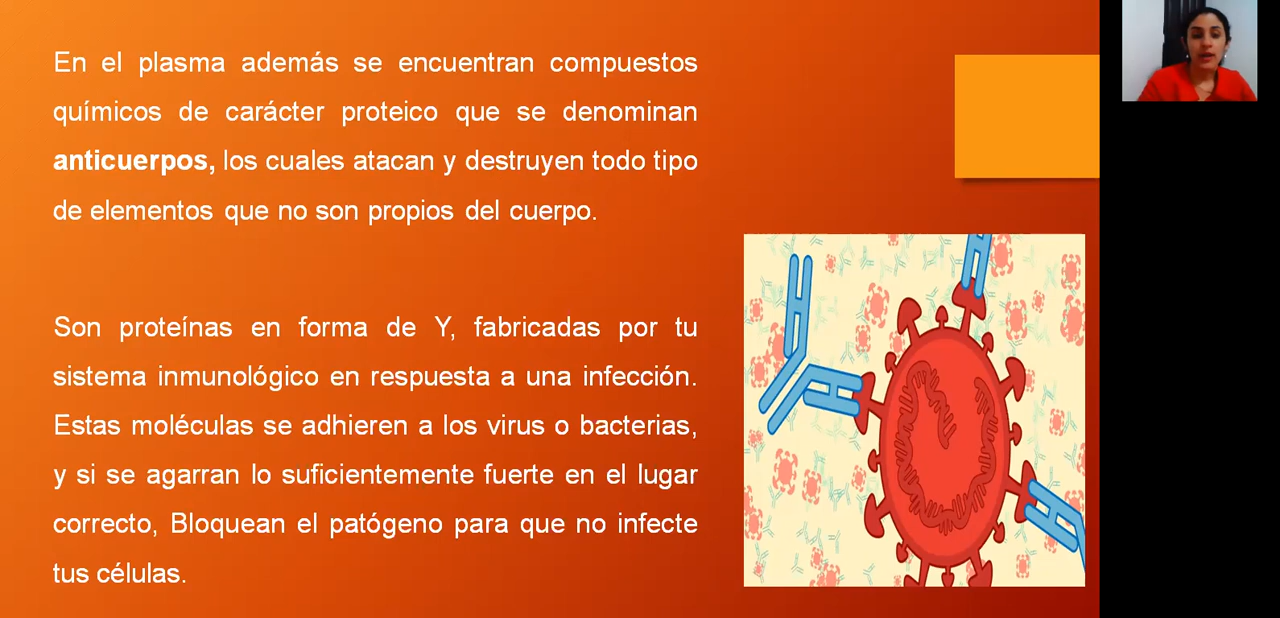 En el plasma además se encuentran compuestos
químicos de carácter proteico que se denominan
anticuerpos, los cuales atacan y destruyen todo tipo
de elementos que no son propios del cuerpo.
Son proteínas en forma de Y, fabricadas por tu
sistema inmunológico en respuesta a una infección.
Estas moléculas se adhieren a los virus o bacterias,
y si se agarran lo suficientemente fuerte en el lugar
correcto, Bloquean el patógeno para que no infecte
tus células.